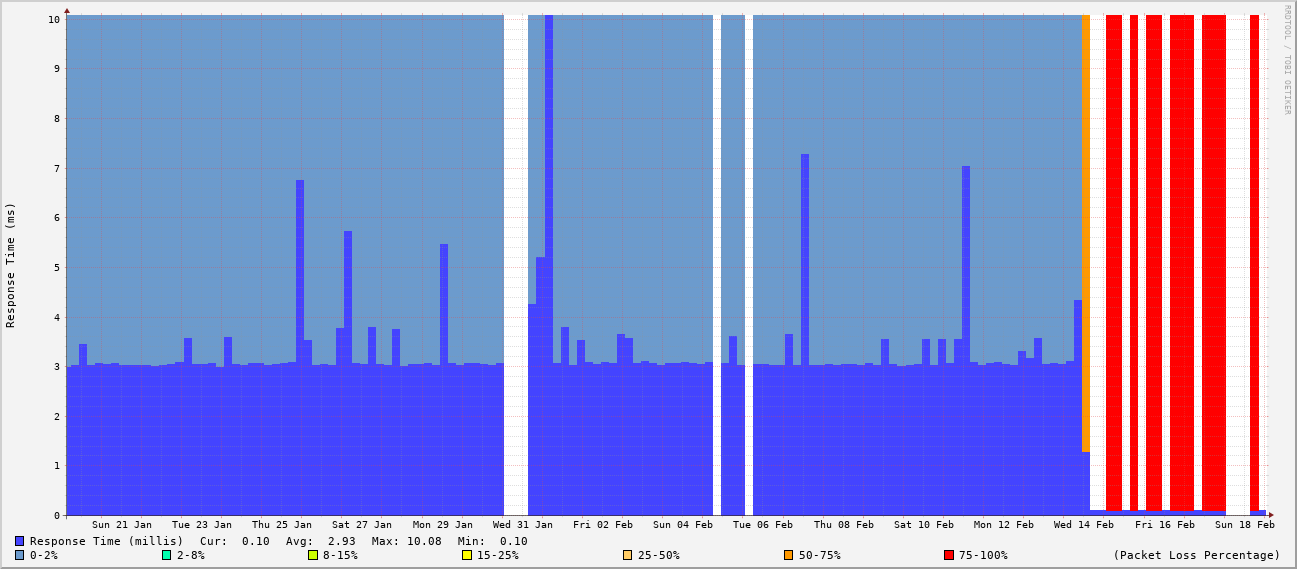 RRDTOOL / TOBI OETIKER
Response Time (ms)
10
9
8
7
6
5
4
3
2
1
0
Sun 21 Jan Tue 23 Jan Thu 25 Jan Sat 27 Jan Mon 29 Jan Wed 31 Jan Fri 02 Feb Sun 04 Feb Tue 06 Feb Thu 08 Feb Sat 10 Feb Mon 12 Feb Wed 14 Feb Fri 16 Feb Sun 18 Feb
Response Time (millis) Cur: 0.10 Avg: 2.93 Max: 10.08 Min: 0.10
0-2% 2-8% 8-15% 15-25% 25-50% 50-75% 75-100% (Packet Loss Percentage)